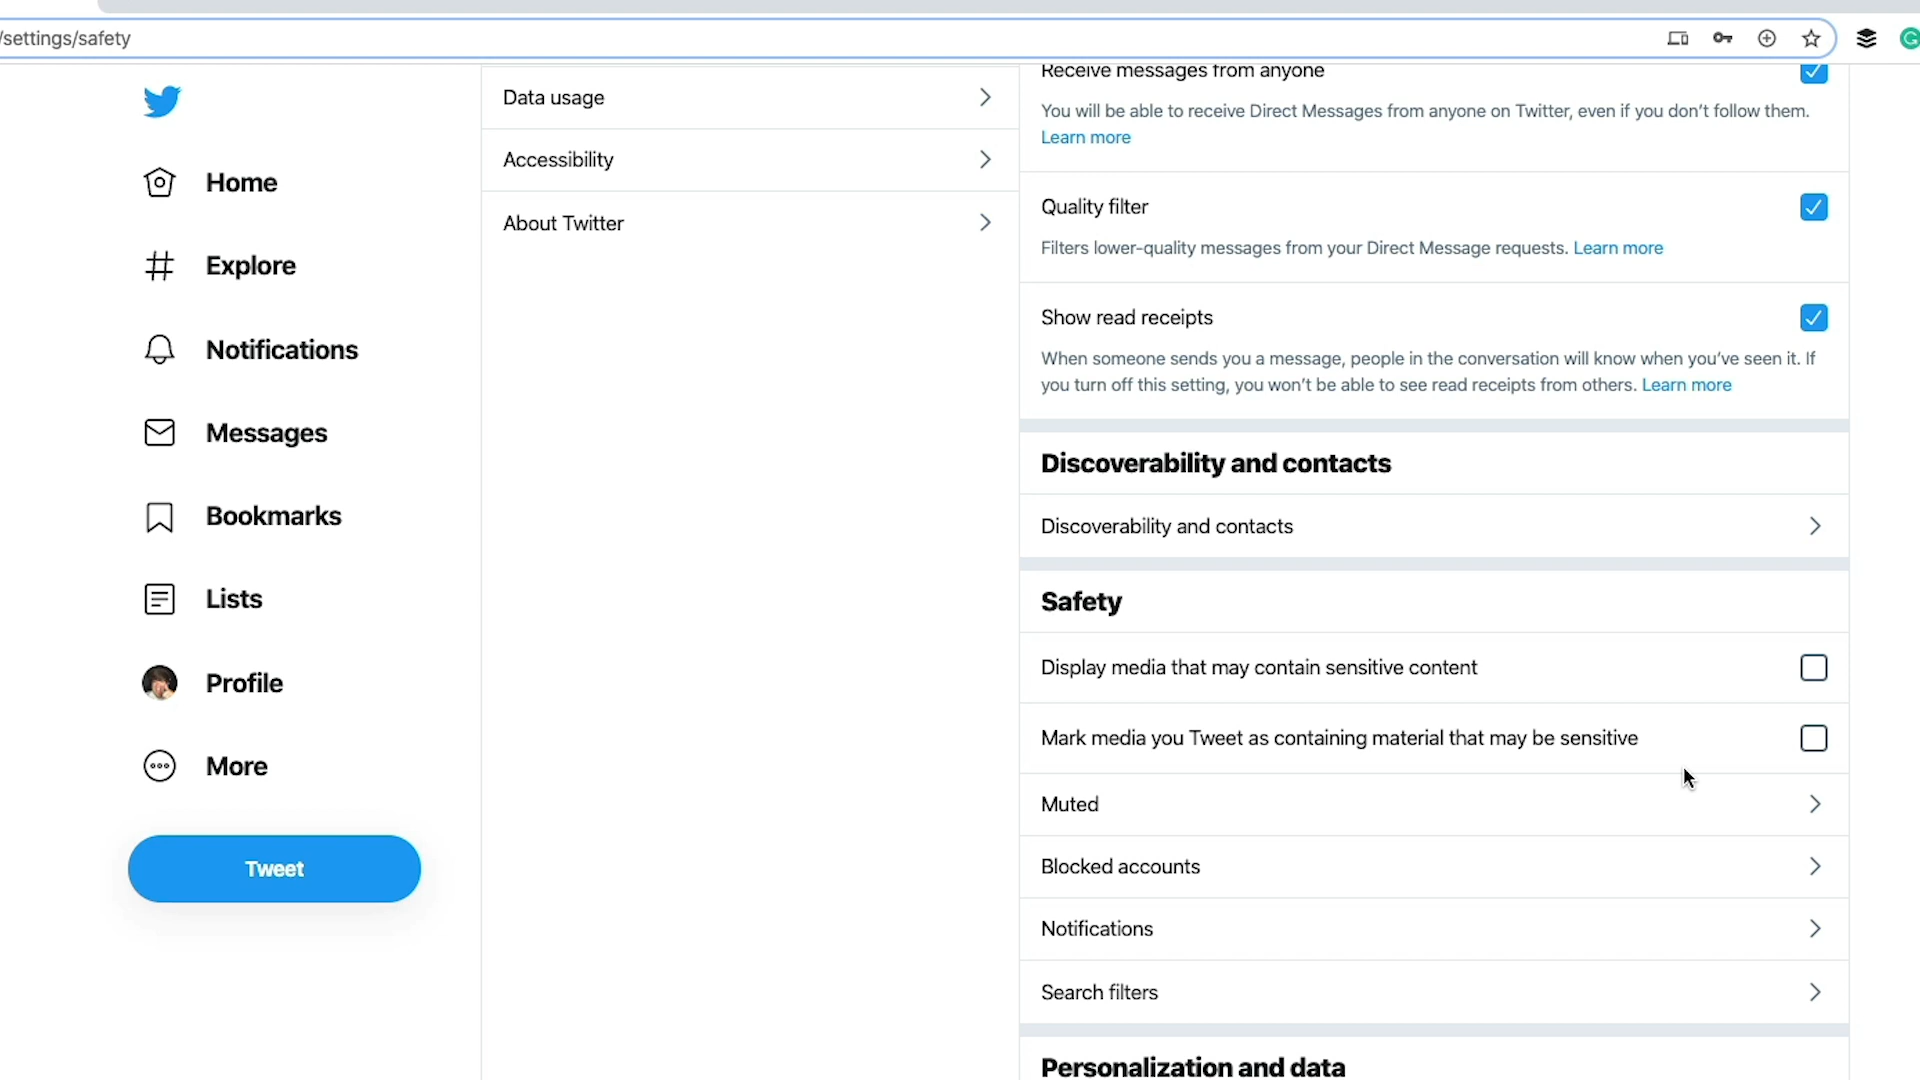 /settings/safety
Home
Explore
Notifications
Messages
Bookmarks
Lists
Profile
More
Tweet
Data usage
Accessibility
About Twitter
Receive messages from anyone
You will be able to receive Direct Messages from anyone on Twitter, even if you don’t follow them.
Learn more
Quality filter
Filters lower-quality messages from your Direct Message requests. Learn more
Show read receipts
When someone sends you a message, people in the conversation will know when you’ve seen it. If
you turn off this setting, you won’t be able to see read receipts from others. Learn more
Discoverability and contacts
Discoverability and contacts
Safety
Display media that may contain sensitive content
Mark media you Tweet as containing material that may be sensitive
Muted
Blocked accounts
Notifications
Search filters
Personalization and data